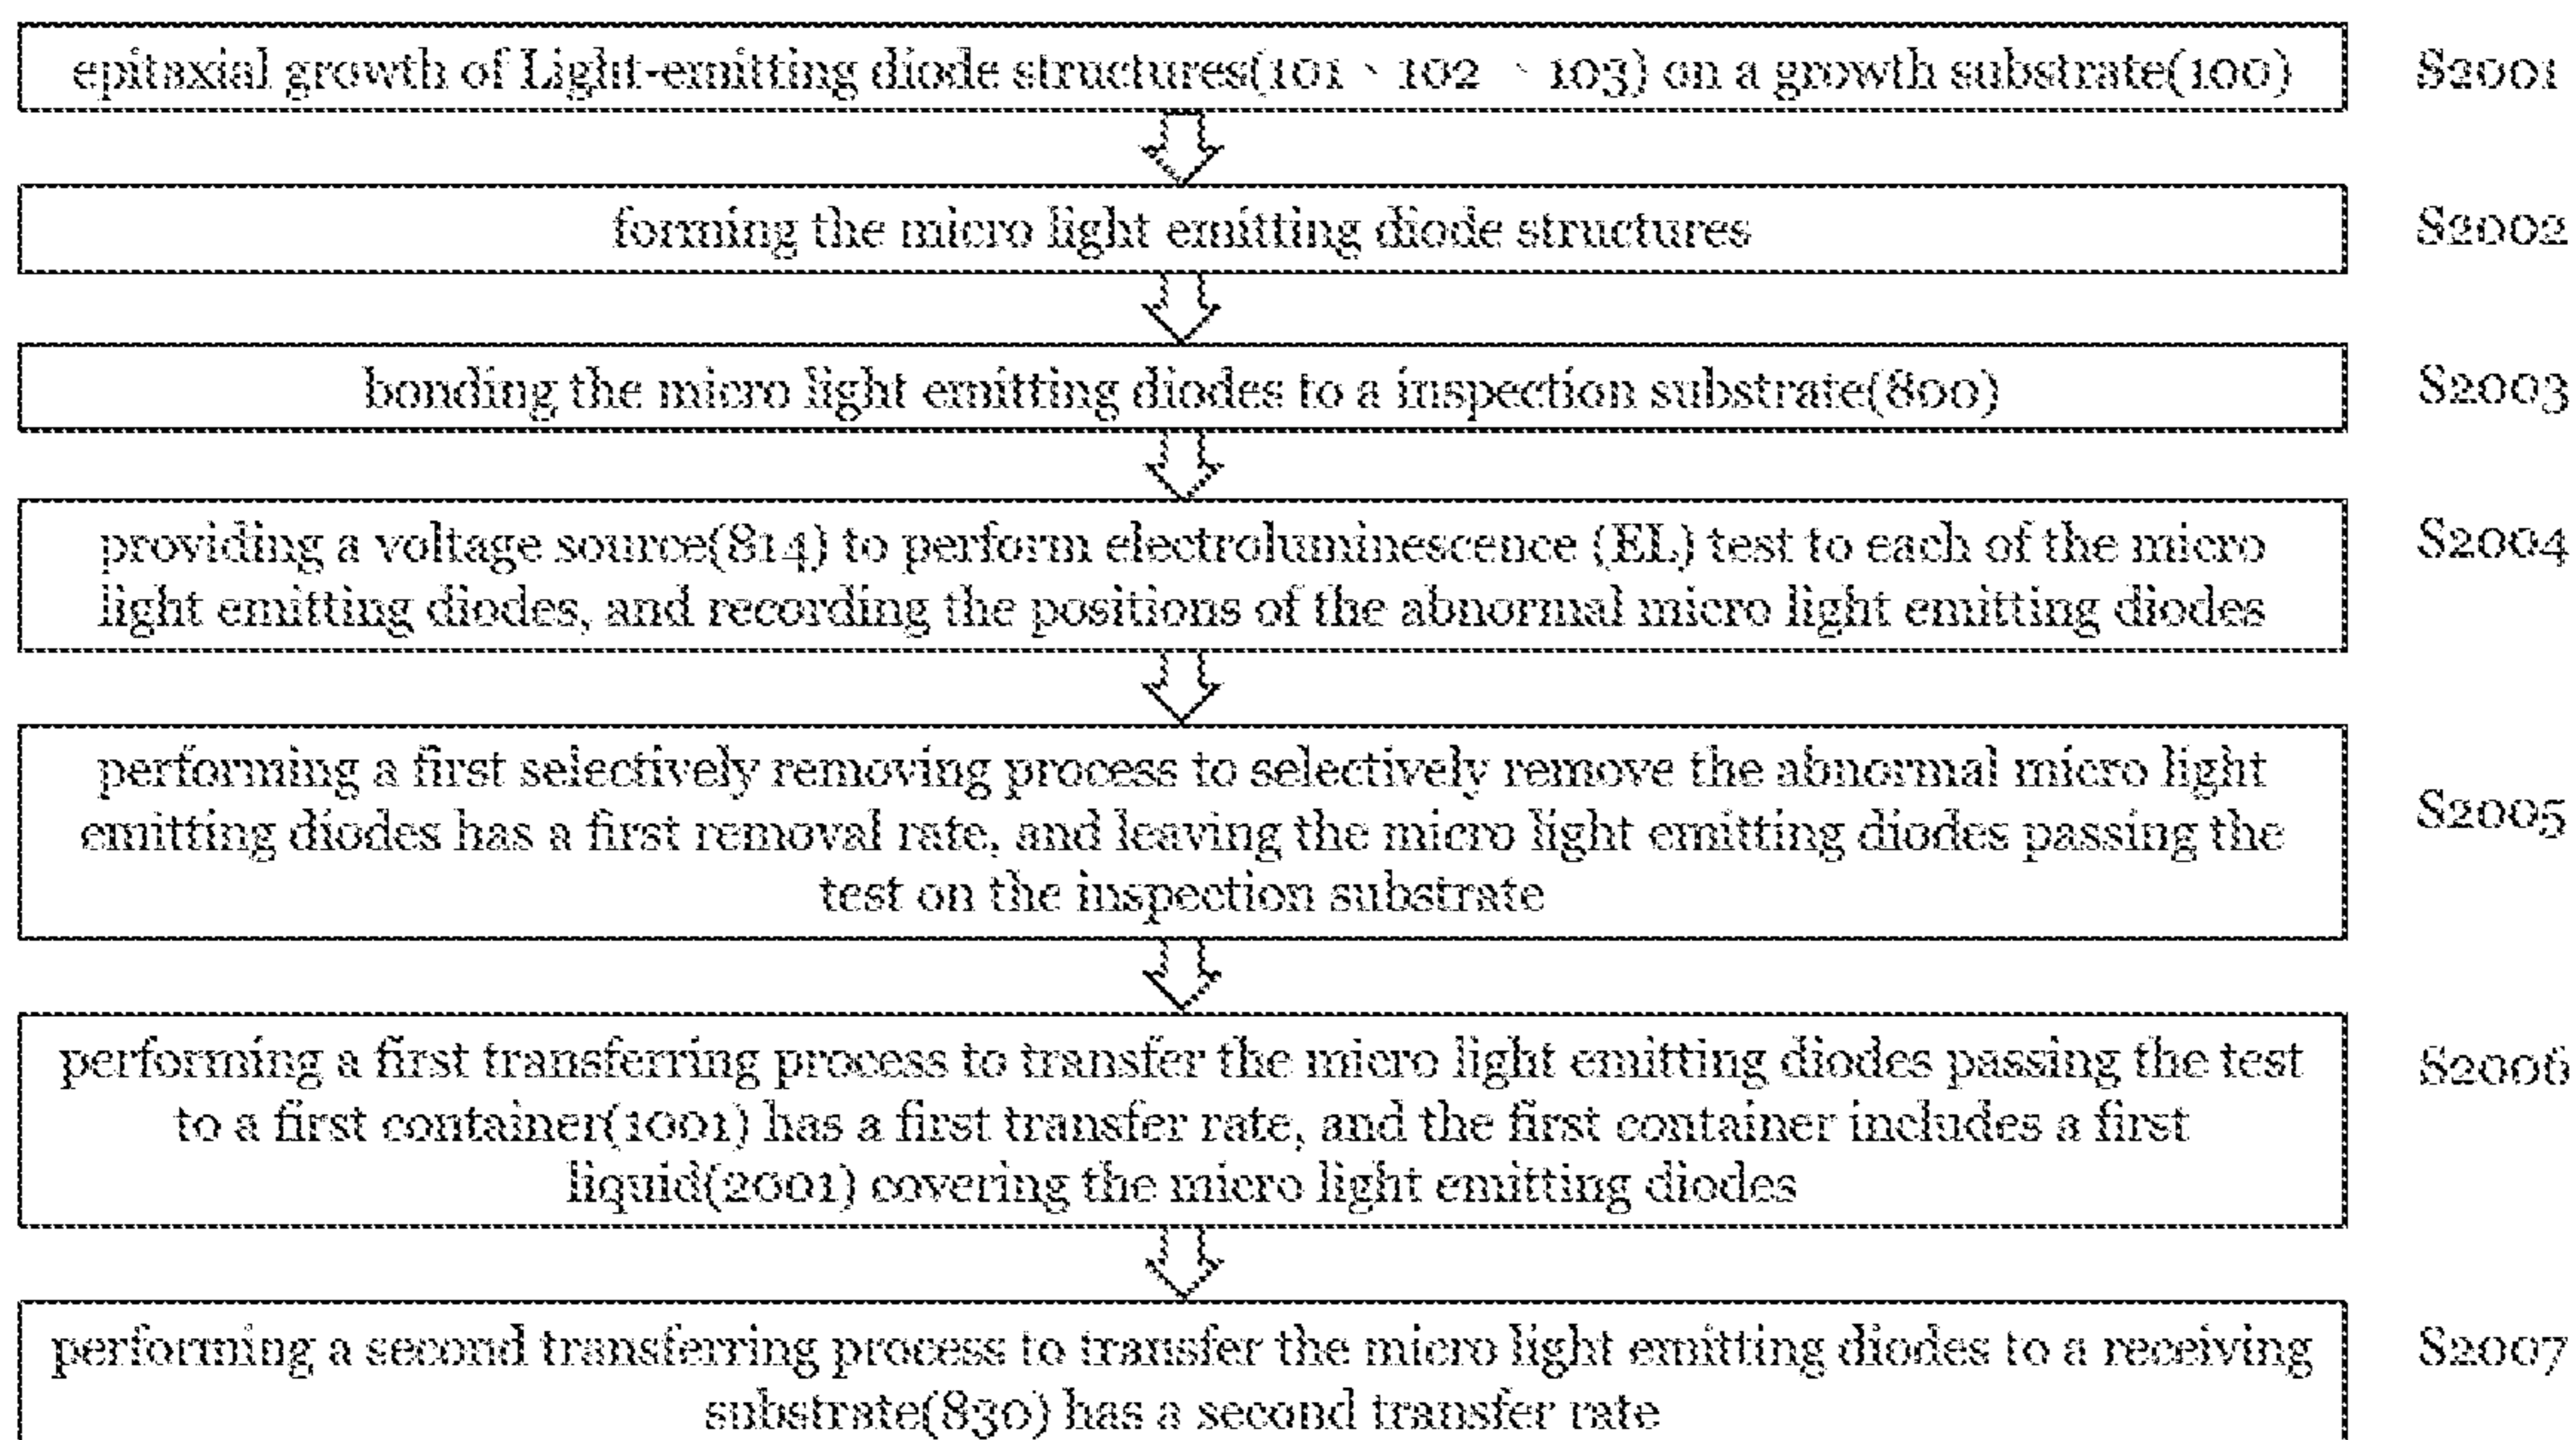 epitaxial growth of Light-emitting diode structures(101、102 、103) on a growth substrate(100) S2001
forming the micro light emitting diode structures S2002
bonding the micro light emitting diodes to a inspection substrate(800) S2003
providing a voltage source(814) to perform electroluminescence (EL) test to each of the micro S2004
light emitting diodes, and recording the positions of the abnormal micro light emitting diodes
performing a first selectively removing process to selectively remove the abnormal micro light
emitting diodes has a first removal rate, and leaving the micro light emitting diodes passing the S2005
test on the inspection substrate
performing a first transferring process to transfer the micro light emitting diodes passing the test S2006
to a first container(1001) has a first transfer rate, and the first container includes a first
liquid(2001) covering the micro light emitting diodes
performing a second transferring process to transfer the micro light emitting diodes to a receiving S2007
substrate(830) has a second transfer rate